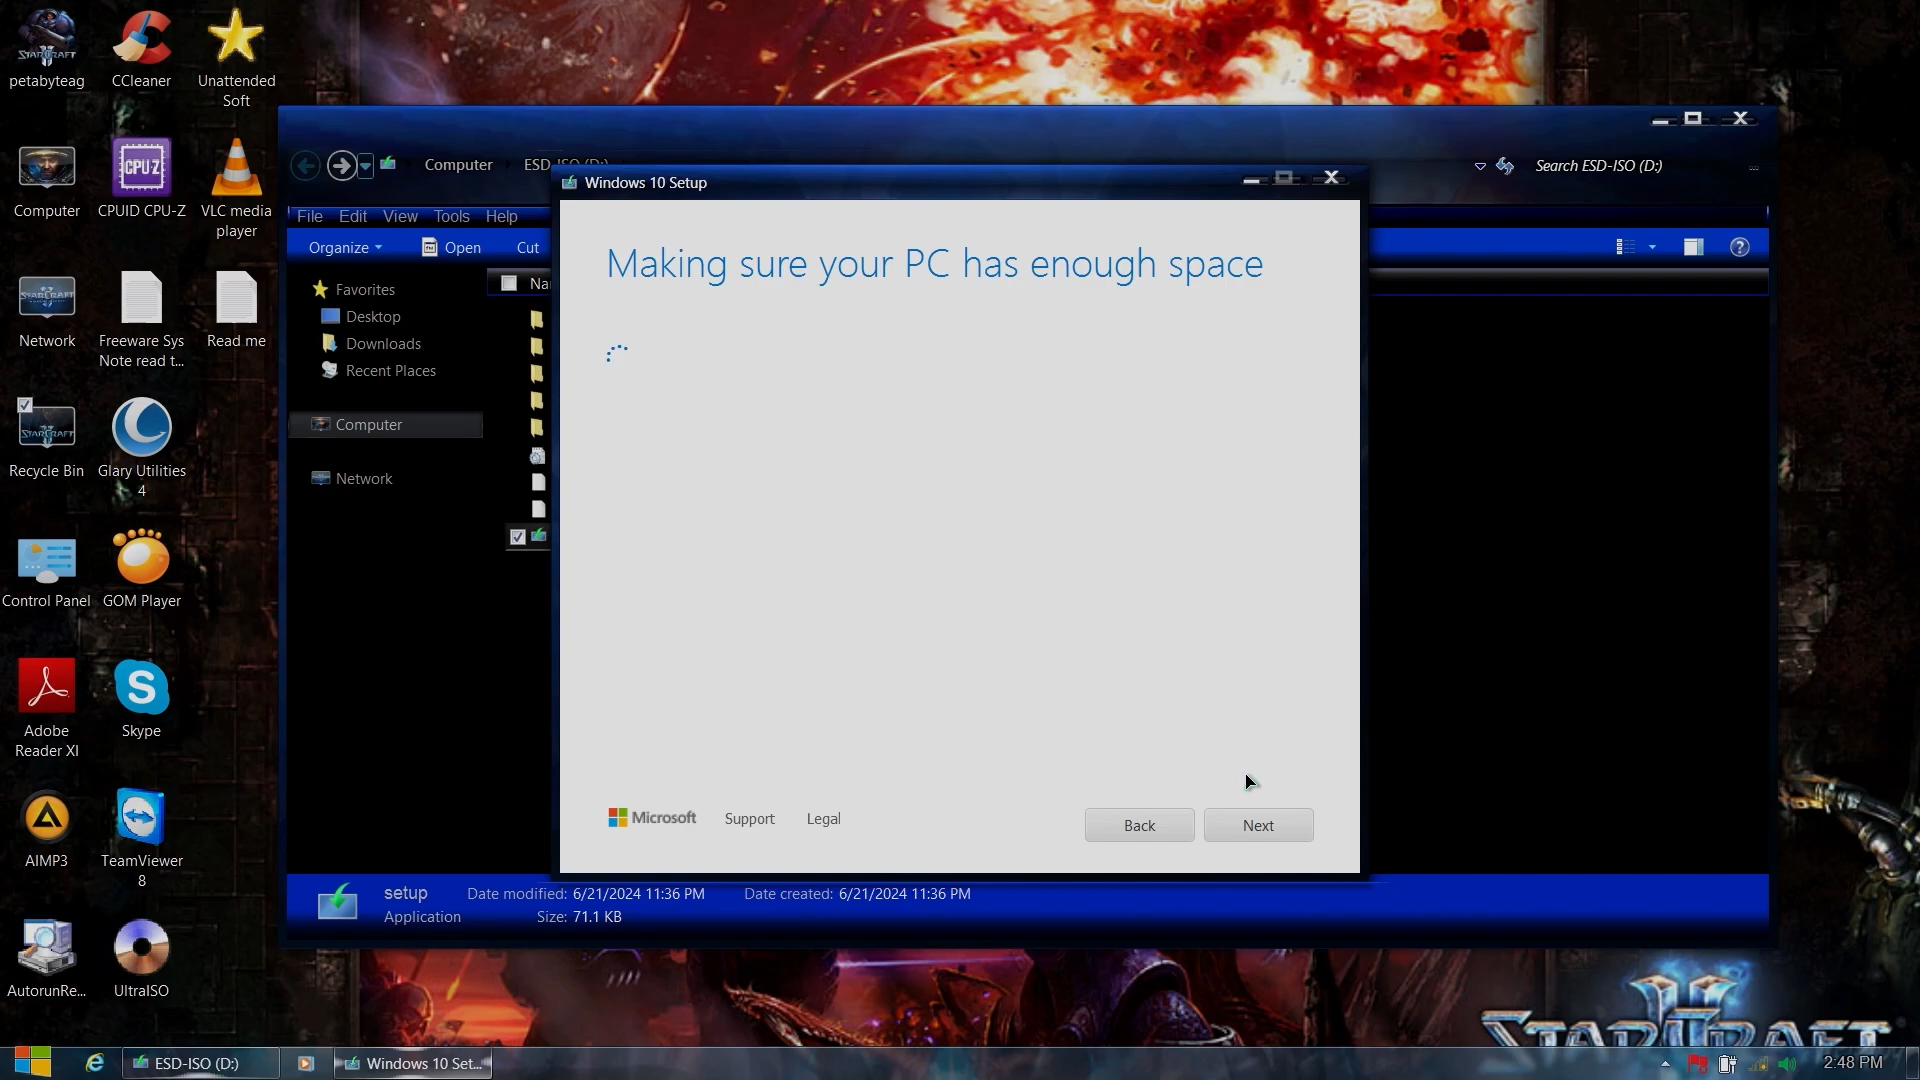 petabyteag
CCleaner
Unattended
Soft
Computer
CPU-Z
CPUID CPU-Z
VLC media
player
Network
Freeware Sys
Note read t...
Read me
Recycle Bin
Glary Utilities
4
Control Panel
GOM Player
Adobe
Reader XI
Skype
AIMP3
TeamViewer
8
AutorunRe...
UltraISO
Computer
ESD-ISO (D:)
Search ESD-ISO (D:)
File Edit View Tools Help
Organize
Open
Cut
Favorites
Desktop
Downloads
Recent Places
Computer
Network
Windows 10 Setup
Making sure your PC has enough space
Microsoft
Support
Legal
Back
Next
setup
Date modified: 6/21/2024 11:36 PM
Date created: 6/21/2024 11:36 PM
Application
Size: 71.1 KB
STARCRAFT
ESD-ISO (D:)
Windows 10 Set...
2:48 PM